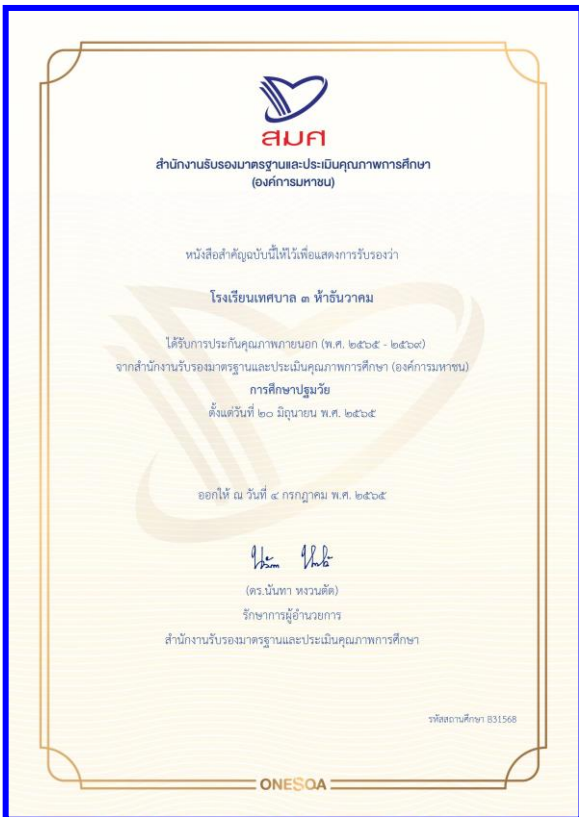 สมศ
สำนักงานรับรองมาตรฐานและประเมินคุณภาพการศึกษา
(องค์การมหาชน)
หนังสือสำคัญฉบับนี้ให้ไว้เพื่อแสดงการรับรองว่า
โรงเรียนเทศบาล ๓ ห้าธันวาคม
ได้รับการประกันคุณภาพภายนอก (พ.ศ. ๒๕๖๕ - ๒๕๖๙)
จากสำนักงานรับรองมาตรฐานและประเมินคุณภาพการศึกษา (องค์การมหาชน)
การศึกษาปฐมวัย
ตั้งแต่วันที่ ๒๐ มิถุนายน พ.ศ. ๒๕๖๕
ออกให้ ณ วันที่ ๔ กรกฎาคม พ.ศ. ๒๕๖๕
(ดร.นันทา หงวนตัด)
รักษาการผู้อำนวยการ
สำนักงานรับรองมาตรฐานและประเมินคุณภาพการศึกษา
รหัสสถานศึกษา 831568
ONESQA